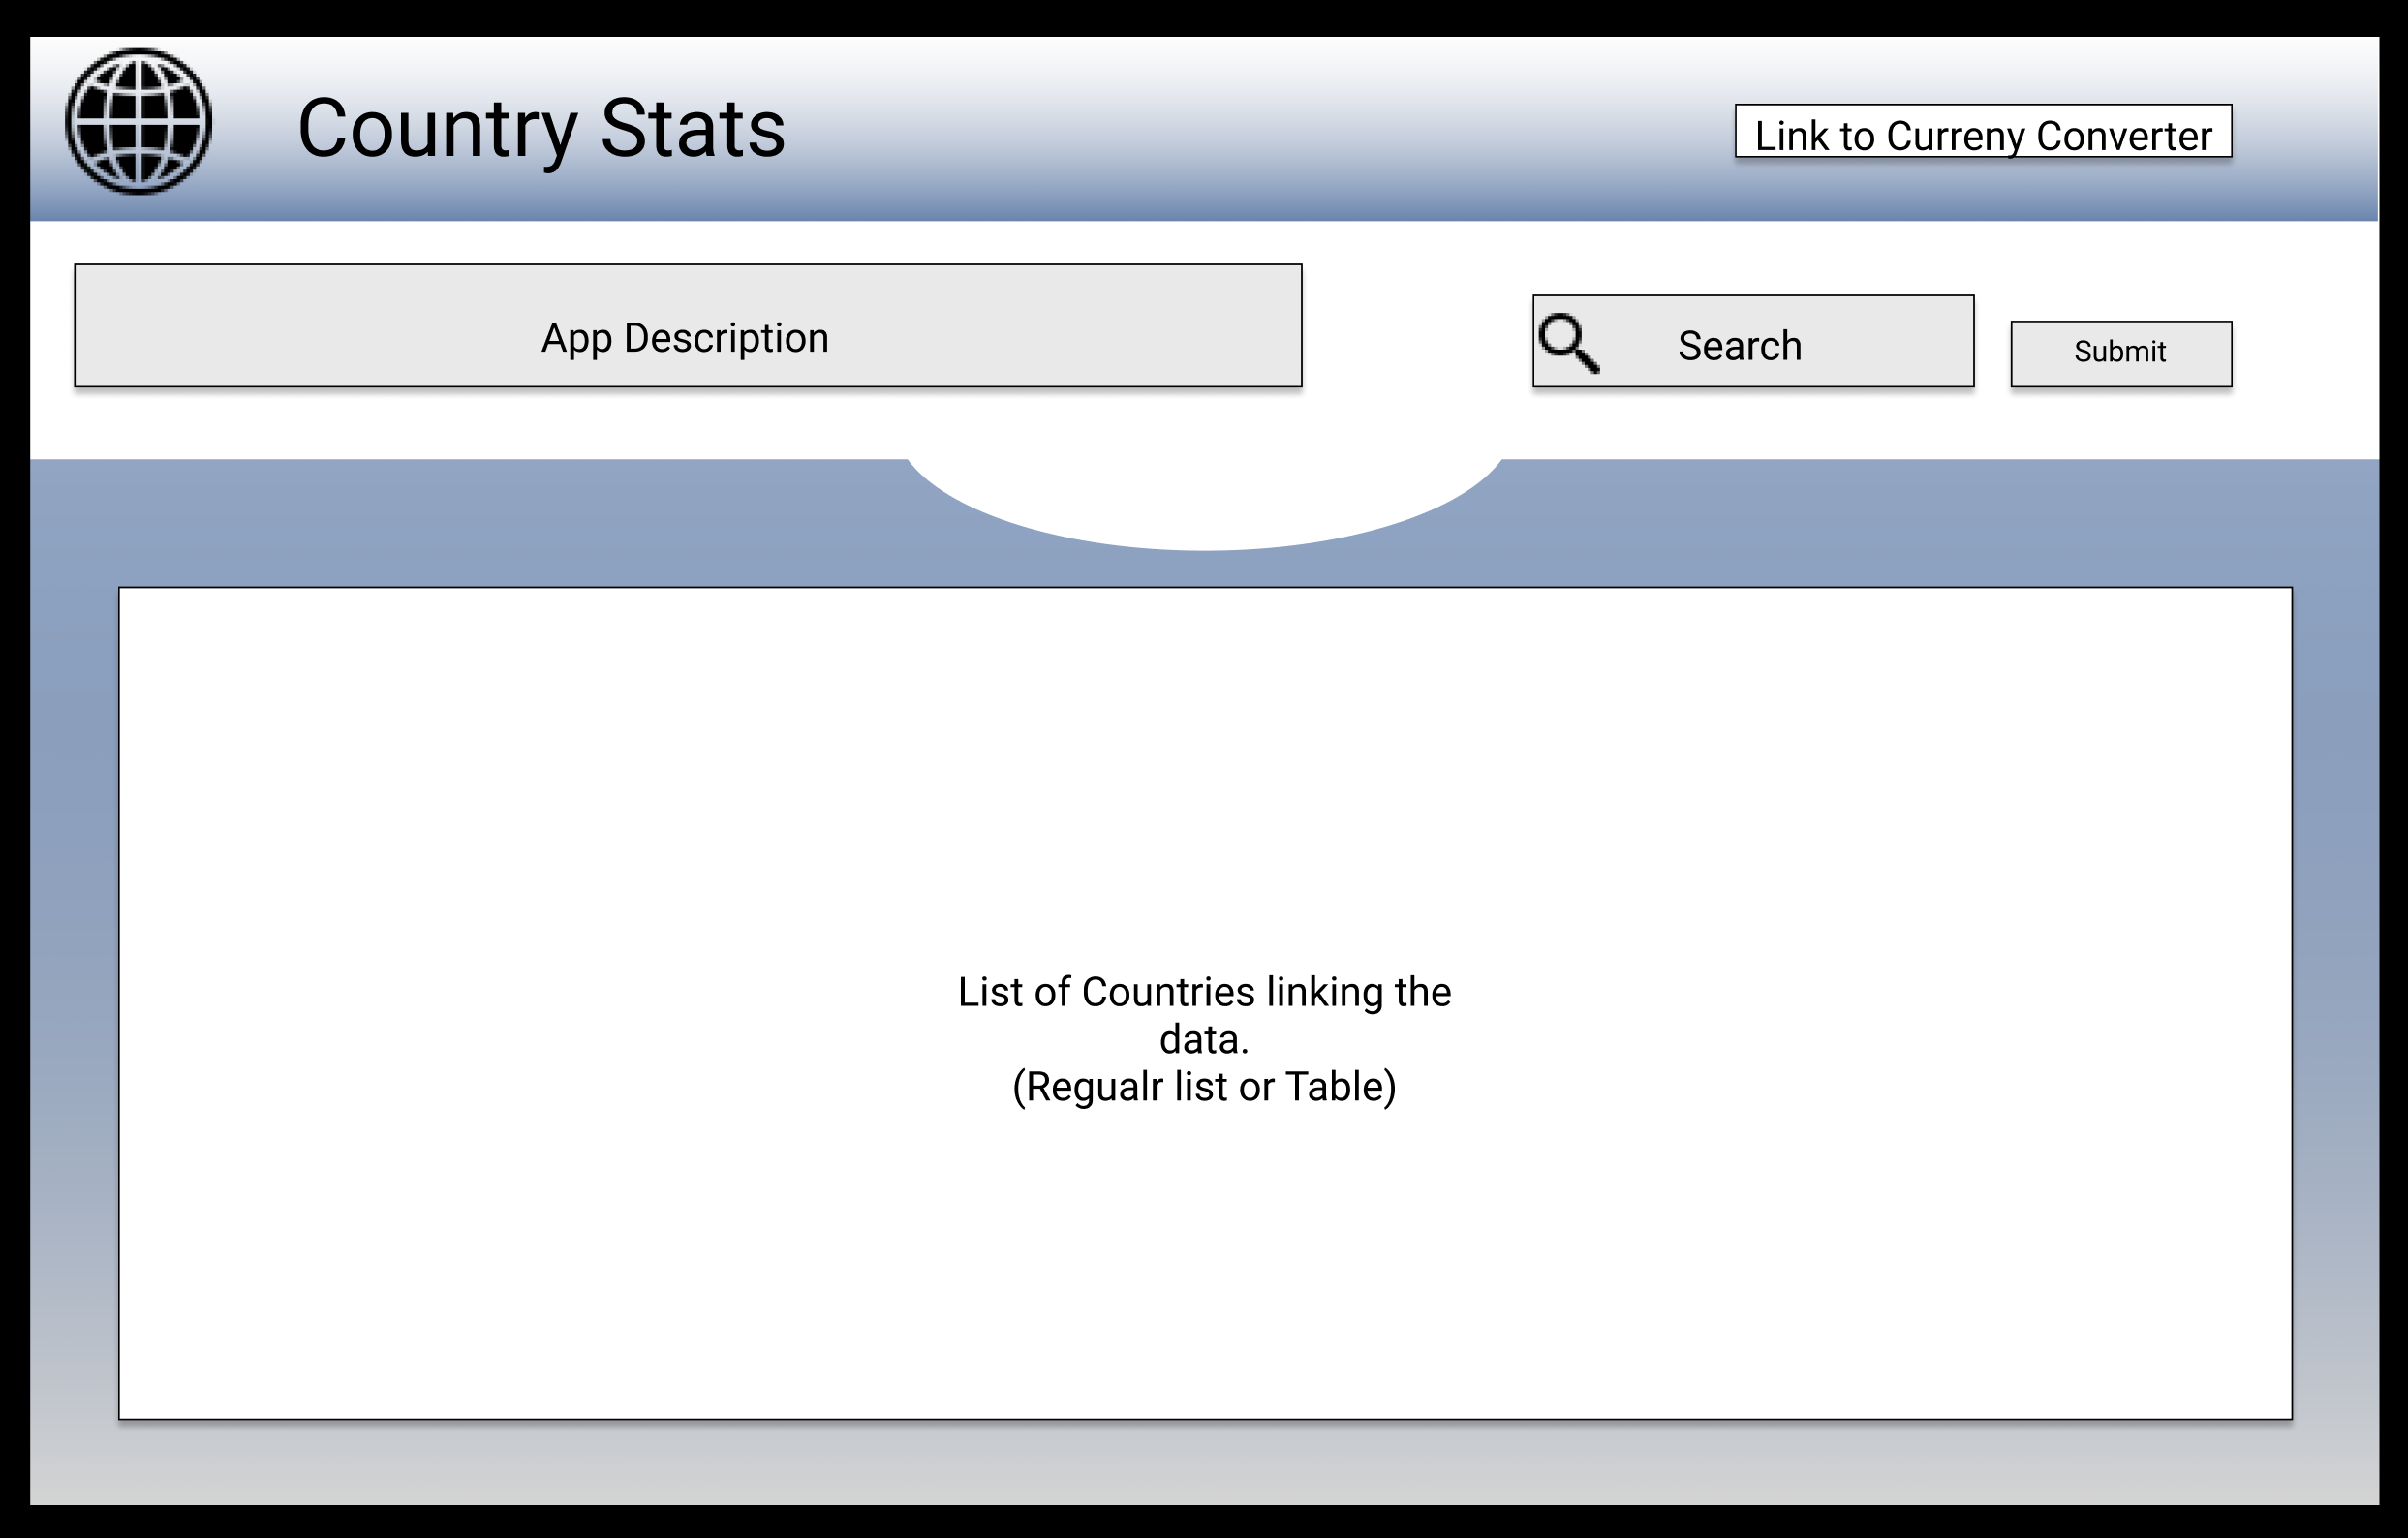 Country Stats
Link to Curreny Converter
App Description
Search
Submit
List of Countries linking the
data.
(Regualr list or Table)